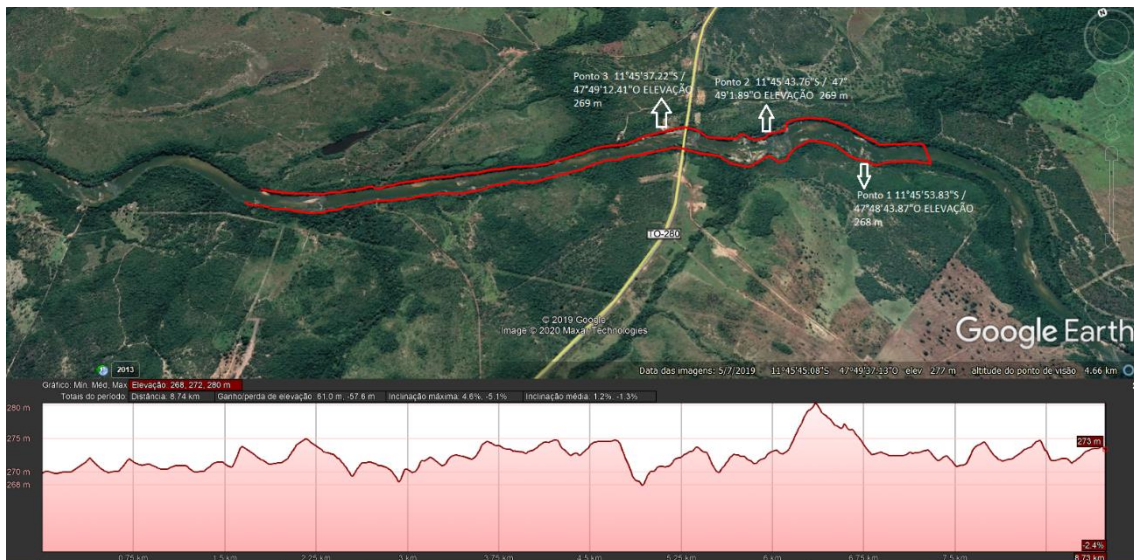 N
Ponto 3 11°45'37.22"S /
47°49'12.41"O ELEVAÇÃO
269 m
Ponto 2 11°45'43.76"S / 47°
49'1.89"O ELEVAÇÃO 269 m
Ponto 1 11°45'53.83"S /
47°48'43.87"O ELEVAÇÃO
268 m
TO-280
© 2019 Google
Image © 2020 Maxar Technologies
Google Earth
2013
Data das imagens: 5/7/2019 11°45'45.08"S 47°49'37.13"O elev 277 m altitude do ponto de visão 4.66 km
Gráfico: Mín. Méd, Max Elevação: 268, 272, 280 m
Totais do período: Distância: 8.74 km Ganho/perda de elevação: 61.0 m, -57.6 m Inclinação máxima: 4.6%, -5.1% Inclinação média: 1.2%, -1.3%
280 m
275 m
273 m
270 m
268 m
-2.4%
0.75 km 1.5 km 2.25 km 3 km 3.75 km 4.5 km 5.25 km 6 km 6.75 km 7.5 km 8.73 km